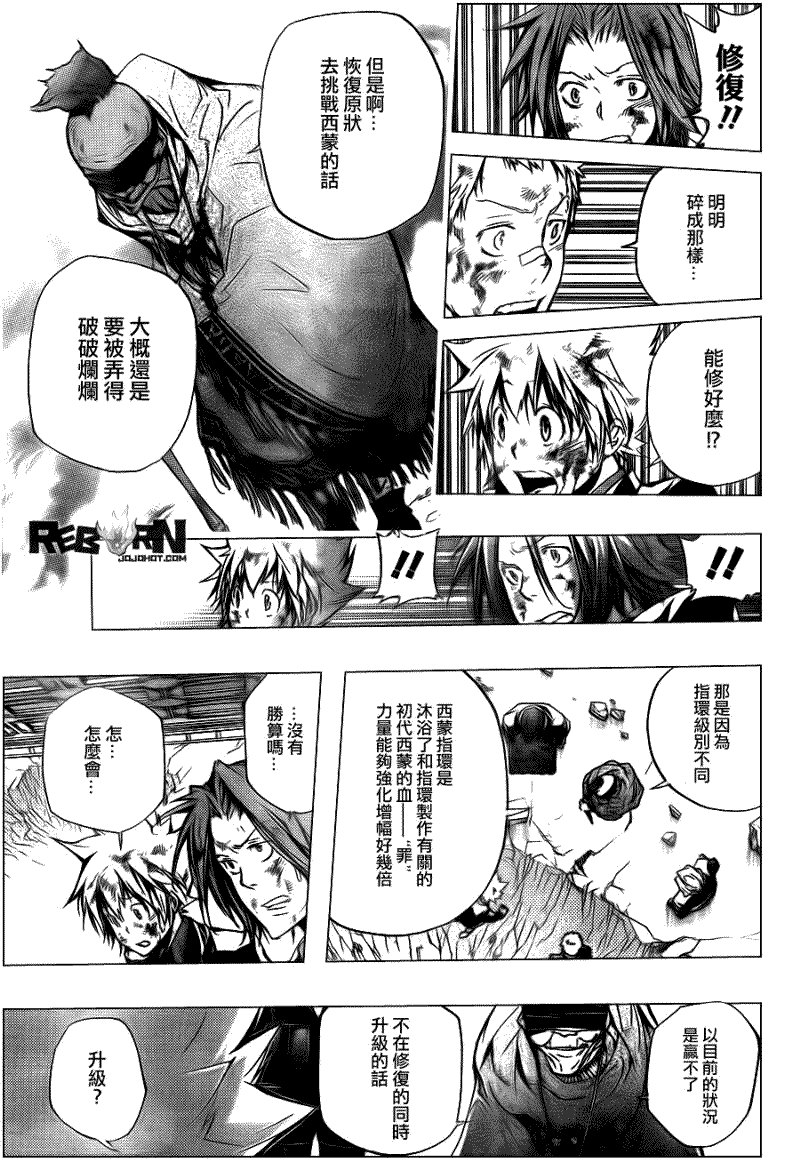 修復!!
明明
碎成那樣…
能修好麼!?
但是啊…
恢復原狀
去挑戰西蒙的話
大概還是
要被弄得
破破爛爛
REBORN
JOJOHOT.COM
!!
!!
那是因為
指環級別不同
西蒙指環是
沐浴了和指環製作有關的
初代西蒙的血——“罪”
力量能夠強化增幅好幾倍
…沒有
勝算嗎…
怎…
怎麼會…
以目前的狀況
是贏不了
不在修復的同時
升級的話
升級？